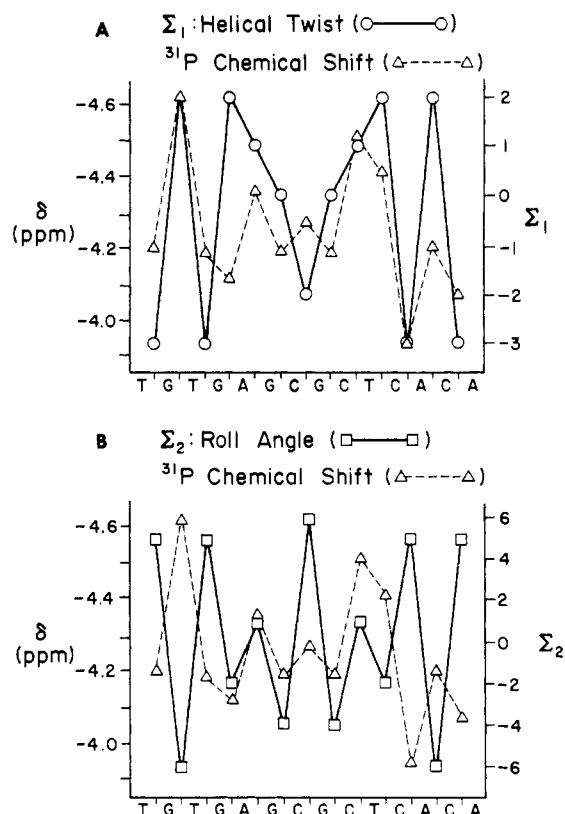 A Σ1 : Helical Twist (○——○)
31P Chemical Shift (△-----△)
-4.6
-4.4
-4.2
-4.0
δ
(ppm)
2
1
0
-1
-2
-3
Σ1
T G T G A G C G C T C A C A
B Σ2 : Roll Angle (□——□)
31P Chemical Shift (△-----△)
-4.6
-4.4
-4.2
-4.0
δ
(ppm)
6
4
2
0
-2
-4
-6
Σ2
T G T G A G C G C T C A C A